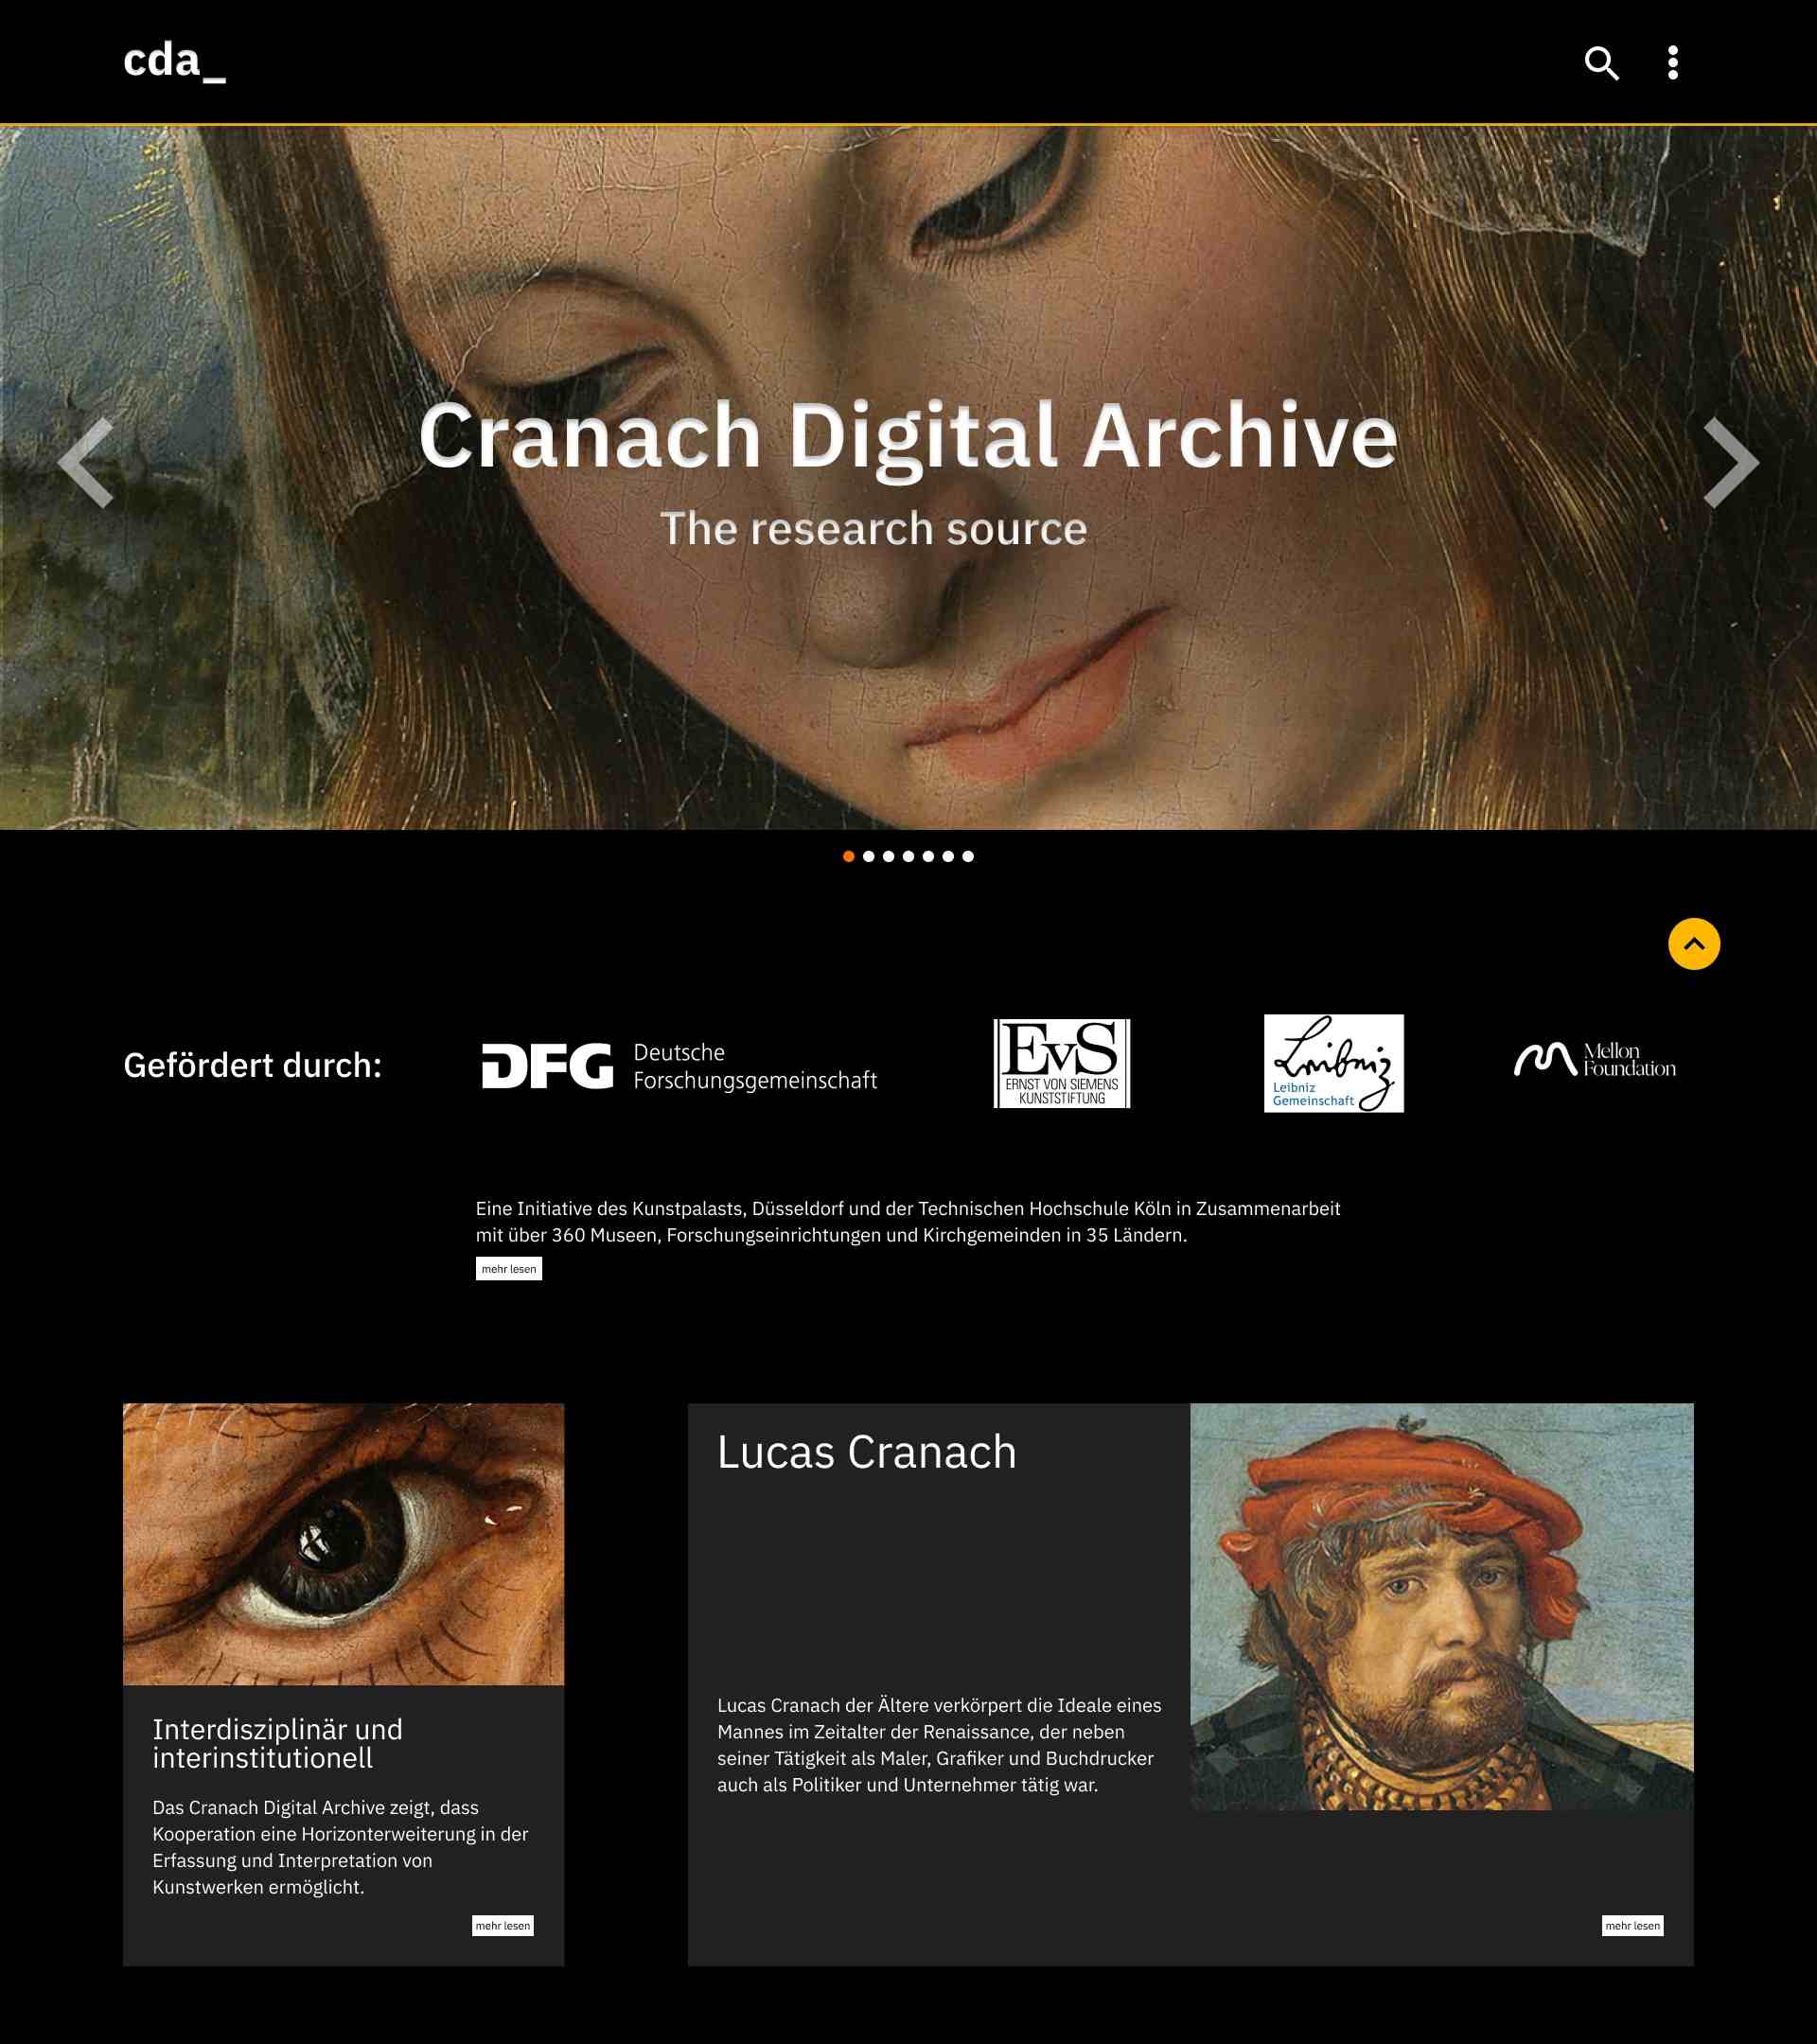 cda_
Cranach Digital Archive
The research source
Gefördert durch:
DFG
Deutsche
Forschungsgemeinschaft
EvS
ERNST VON SIEMENS
KUNSTSTIFTUNG
Leibniz
Leibniz
Gemeinschaft
Mellon
Foundation
Eine Initiative des Kunstpalasts, Düsseldorf und der Technischen Hochschule Köln in Zusammenarbeit
mit über 360 Museen, Forschungseinrichtungen und Kirchgemeinden in 35 Ländern.
mehr lesen
Interdisziplinär und
interinstitutionell
Das Cranach Digital Archive zeigt, dass
Kooperation eine Horizonterweiterung in der
Erfassung und Interpretation von
Kunstwerken ermöglicht.
mehr lesen
Lucas Cranach
Lucas Cranach der Ältere verkörpert die Ideale eines
Mannes im Zeitalter der Renaissance, der neben
seiner Tätigkeit als Maler, Grafiker und Buchdrucker
auch als Politiker und Unternehmer tätig war.
mehr lesen